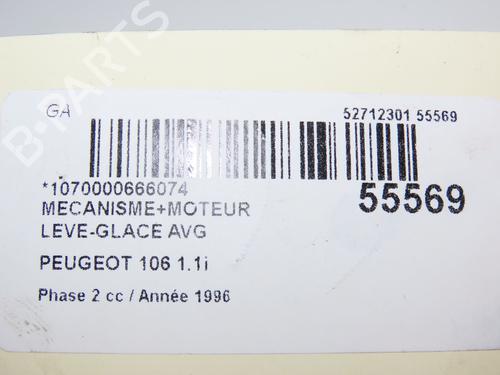 B-PARTS
GA
52712301 55569
*1070000666074
55569
MECANISME+MOTEUR
LEVE-GLACE AVG
PEUGEOT 106 1.1i
Phase 2 cc / Année 1996